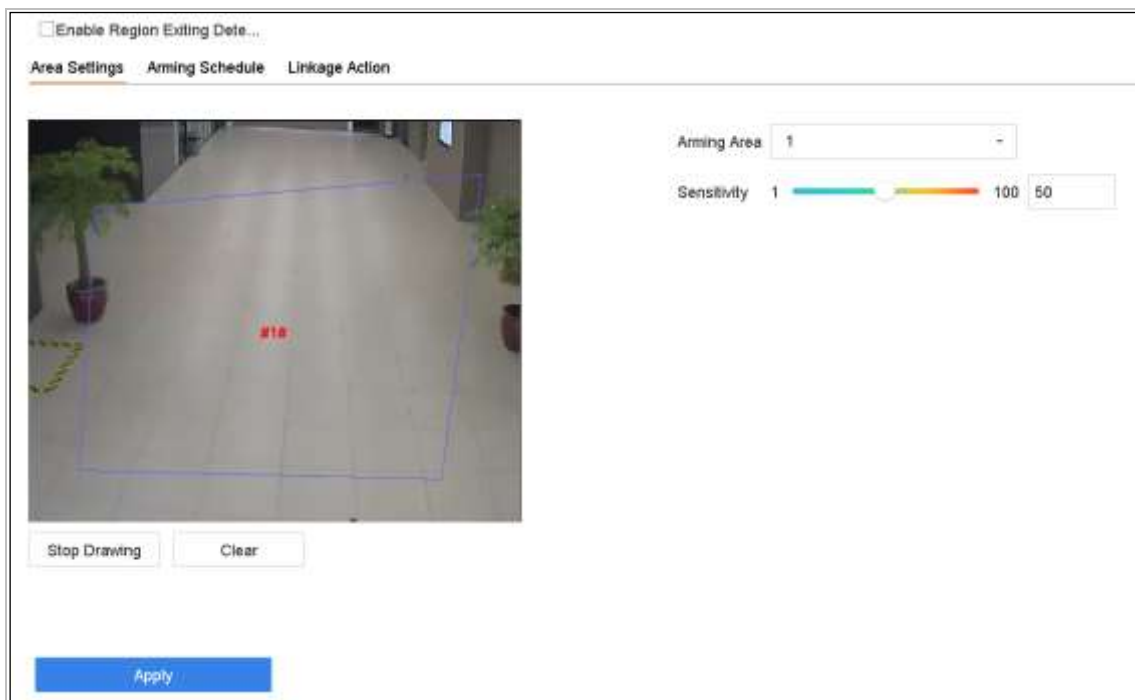 Enable Region Exiting Dete...
Area Settings Arming Schedule Linkage Action
Arming Area 1
Sensitivity 1 100 50
#1#
Stop Drawing Clear
Apply